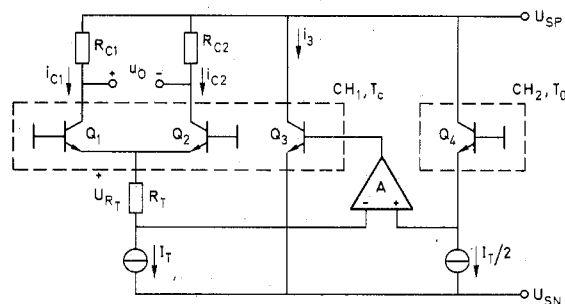 U_SP
R_C1
R_C2
i_3
i_C1
+ u_O -
i_C2
CH_1, T_c
CH_2, T_0
Q_1
Q_2
Q_3
Q_4
+
U_RT
R_T
A
- +
I_T
I_T/2
U_SN